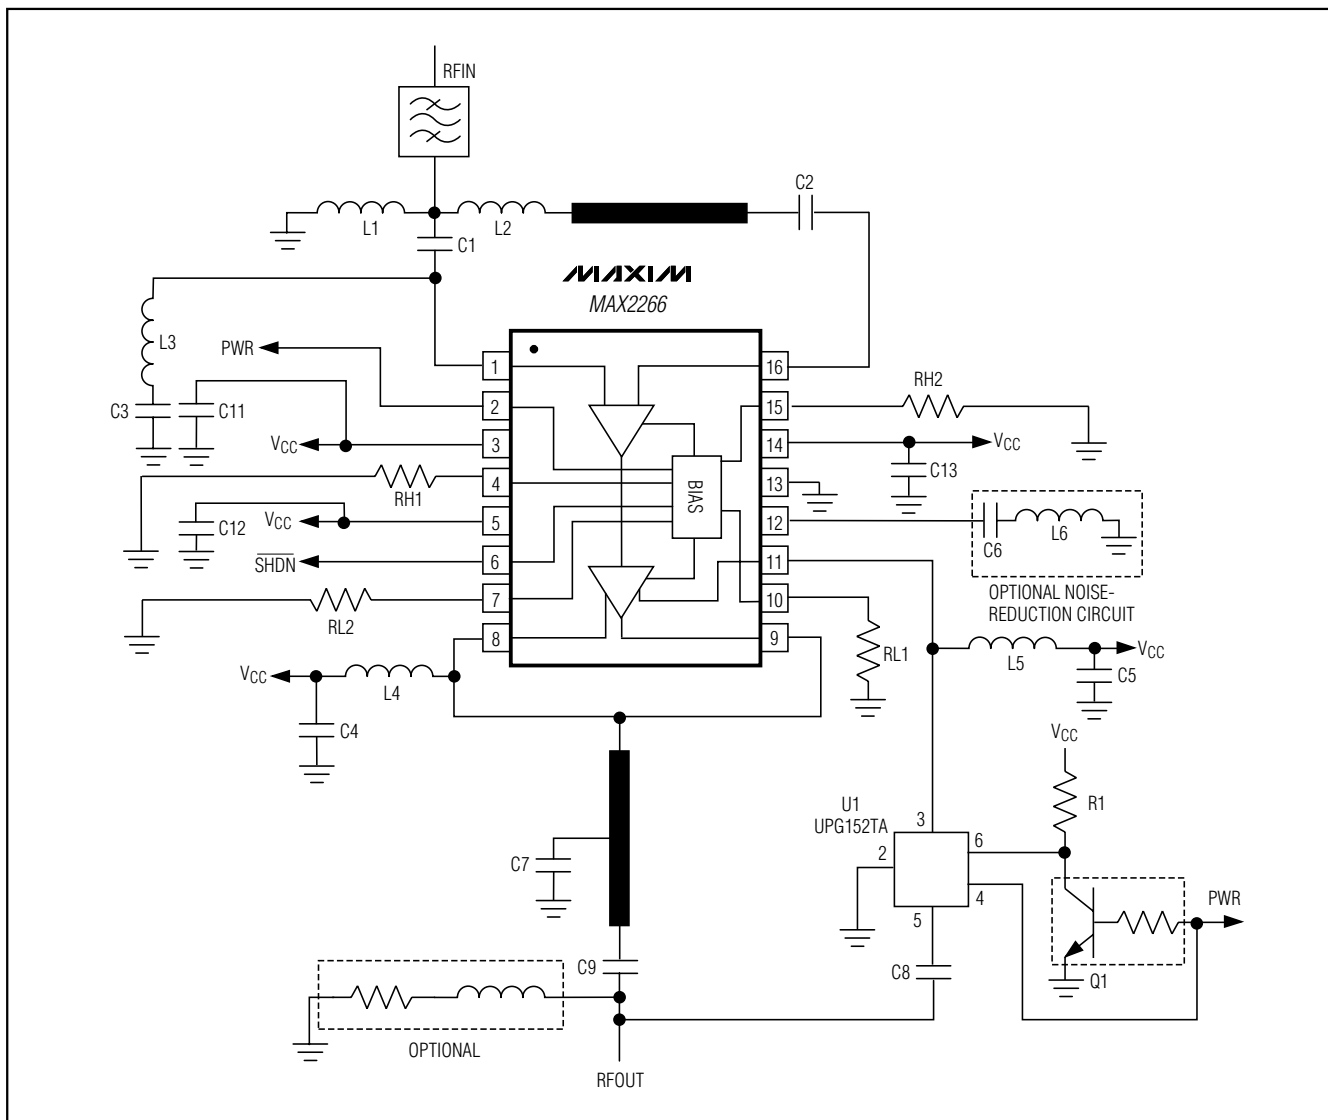 RFIN
C2
L1
L2
C1
MAXIM
MAX2266
L3
PWR
1
16
RH2
C3
C11
2
15
VCC
3
14
VCC
C13
RH1
4
BIAS
13
C12
VCC
5
12
C6
L6
SHDN
6
11
OPTIONAL NOISE-
REDUCTION CIRCUIT
RL2
7
10
8
9
RL1
VCC
L4
L5
VCC
C5
C4
VCC
R1
U1
UPG152TA
3
2
6
C7
4
PWR
5
C9
C8
Q1
OPTIONAL
RFOUT